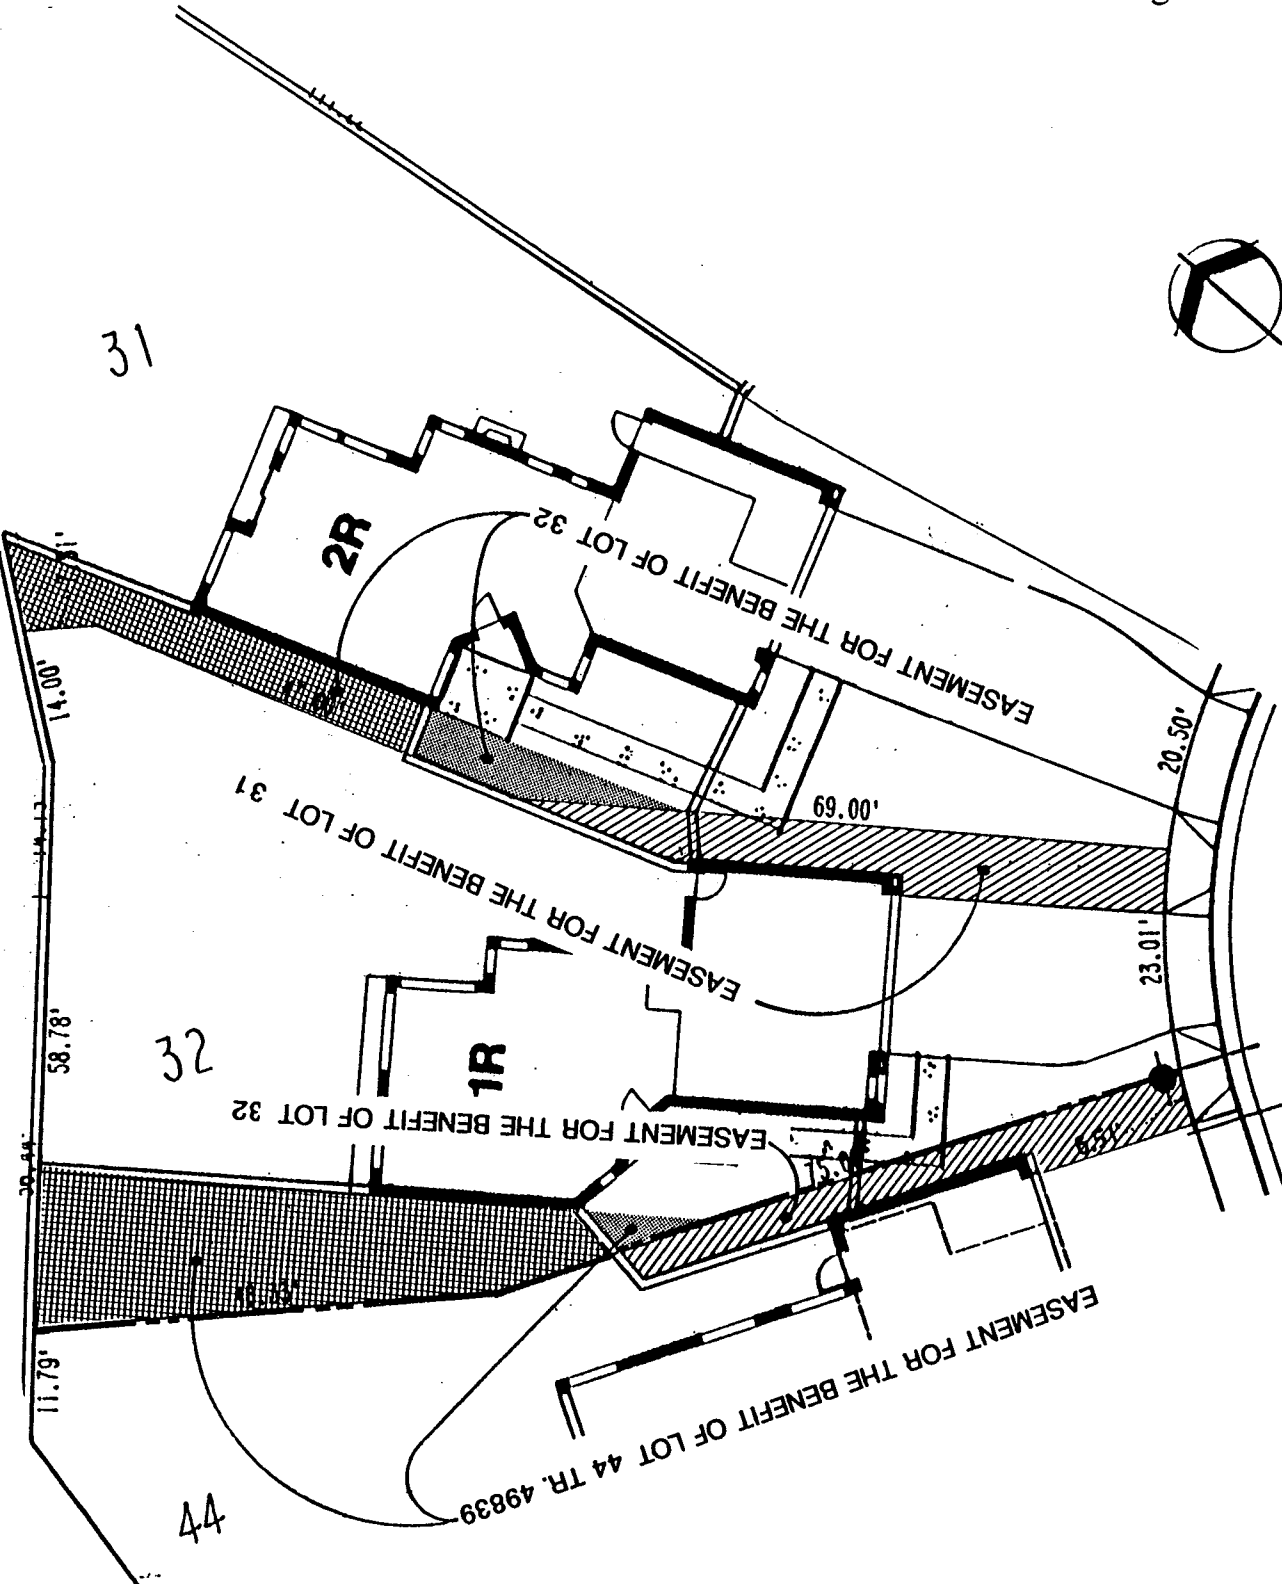 31
2R
EASEMENT FOR THE BENEFIT OF LOT 32
14.00'
20.50'
69.00'
EASEMENT FOR THE BENEFIT OF LOT 31
23.01'
58.78'
32
1R
EASEMENT FOR THE BENEFIT OF LOT 32
11.79'
EASEMENT FOR THE BENEFIT OF LOT 44 TR. 49839
44